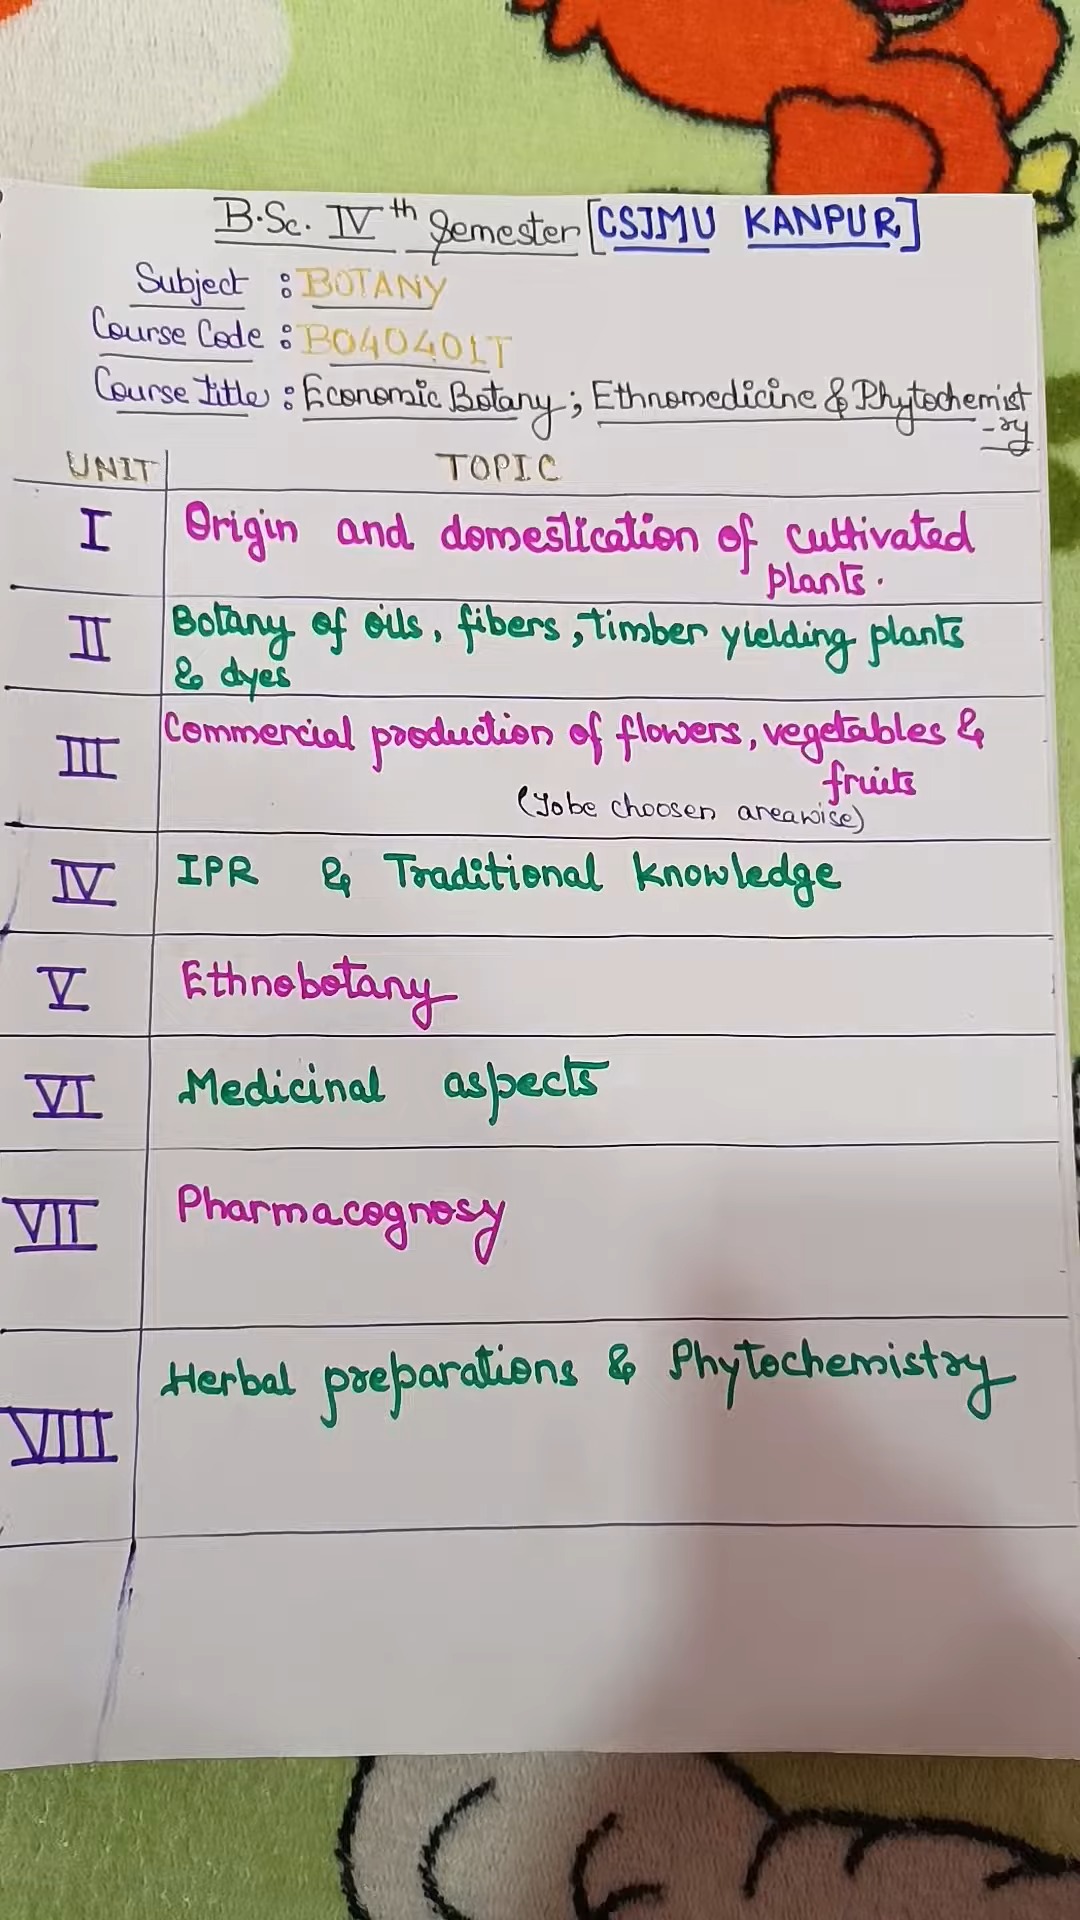 B.Sc. IVth Semester [CSJMU KANPUR]
Subject : BOTANY
Course Code : B040401T
Course Title : Economic Botany; Ethnomedicine & Phytochemist
-ry
UNIT TOPIC
I Origin and domestication of cultivated
plants.
II Botany of oils, fibers, timber yielding plants
& dyes
III Commercial production of flowers, vegetables &
fruits
(To be choosen areawise)
IV IPR & Traditional knowledge
V Ethnobotany
VI Medicinal aspects
VII Pharmacognosy
VIII Herbal preparations & Phytochemistry